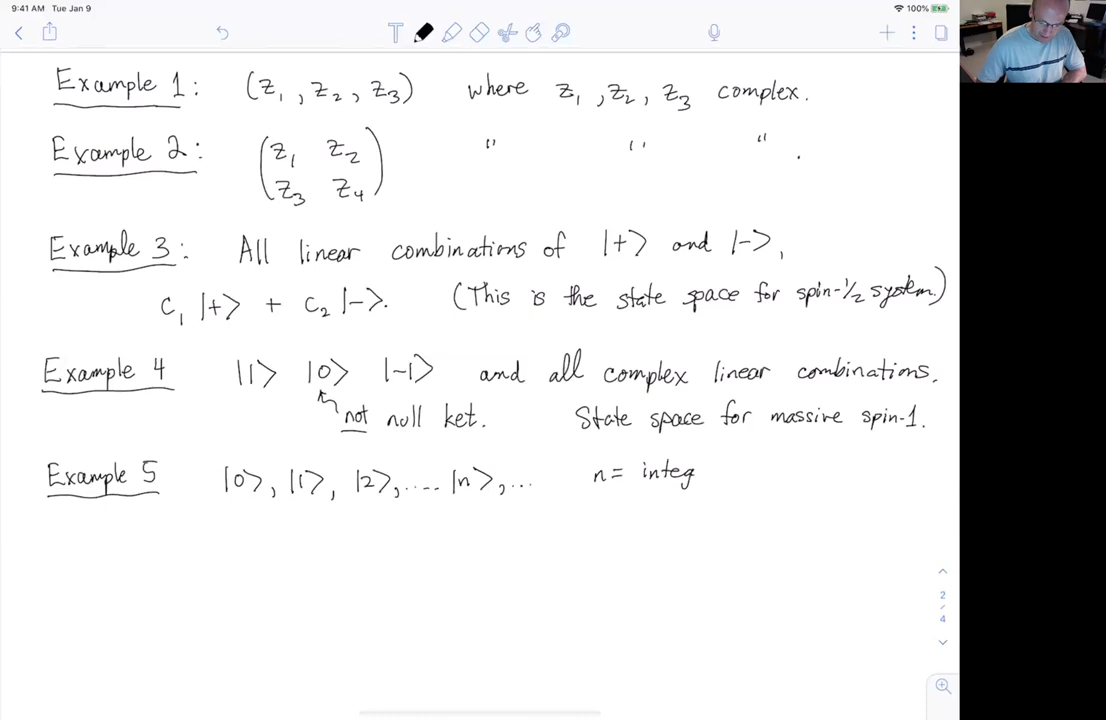 9:41 AM Tue Jan 9
100%
Example 1: (z₁, z₂, z₃) where z₁, z₂, z₃ complex.
Example 2: (z₁ z₂ " " " .
z₃ z₄)
Example 3: All linear combinations of |+> and |->,
c₁ |+> + c₂ |->. (This is the state space for spin-1/2 system.)
Example 4 |1> |0> |-1> and all complex linear combinations.
not null ket. State space for massive spin-1.
Example 5 |0>, |1>, |2>, .... |n>, ... n = integ
2
/
4